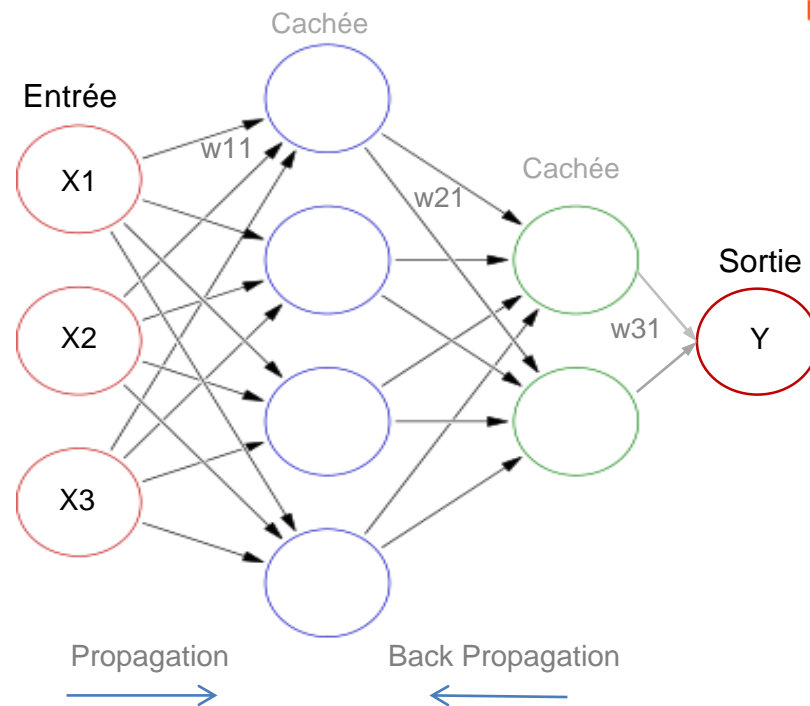 Cachée
Entrée
w11
X1
Cachée
w21
Sortie
X2
w31
Y
X3
Propagation
Back Propagation